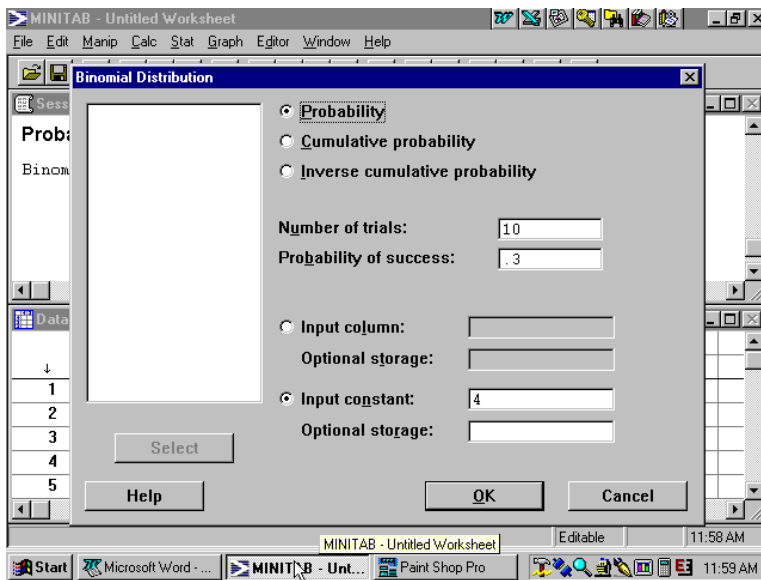 MINITAB - Untitled Worksheet
File Edit Manip Calc Stat Graph Editor Window Help
Binomial Distribution
Sess
Proba
Binom
Probability
Cumulative probability
Inverse cumulative probability
Number of trials: 10
Probability of success: .3
Data
Input column:
Optional storage:
Input constant: 4
Optional storage:
↓
1
2
3
4
5
Select
Help
OK
Cancel
MINITAB - Untitled Worksheet
Editable
11:58 AM
Start
Microsoft Word - ...
MINITAB - Unt...
Paint Shop Pro
11:59 AM